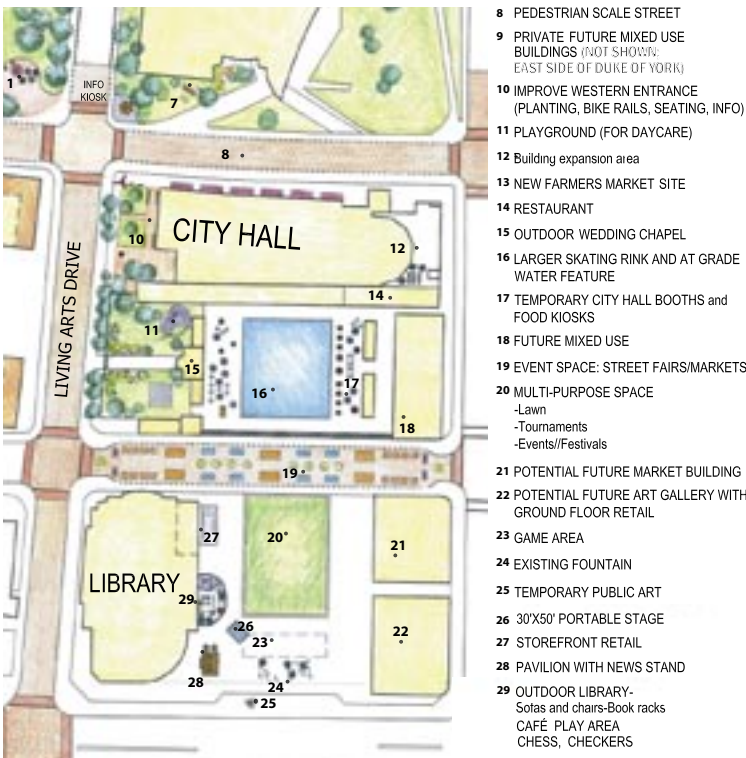 1
INFO
KIOSK
7
8
10
CITY HALL
12
14
LIVING ARTS DRIVE
11
15
16
17
18
19
20
21
27
LIBRARY
29
26
23
22
28
24
25
8 PEDESTRIAN SCALE STREET
9 PRIVATE FUTURE MIXED USE
BUILDINGS (NOT SHOWN:
EAST SIDE OF DUKE OF YORK)
10 IMPROVE WESTERN ENTRANCE
(PLANTING, BIKE RAILS, SEATING, INFO)
11 PLAYGROUND (FOR DAYCARE)
12 Building expansion area
13 NEW FARMERS MARKET SITE
14 RESTAURANT
15 OUTDOOR WEDDING CHAPEL
16 LARGER SKATING RINK AND AT GRADE
WATER FEATURE
17 TEMPORARY CITY HALL BOOTHS and
FOOD KIOSKS
18 FUTURE MIXED USE
19 EVENT SPACE: STREET FAIRS/MARKETS
20 MULTI-PURPOSE SPACE
-Lawn
-Tournaments
-Events//Festivals
21 POTENTIAL FUTURE MARKET BUILDING
22 POTENTIAL FUTURE ART GALLERY WITH
GROUND FLOOR RETAIL
23 GAME AREA
24 EXISTING FOUNTAIN
25 TEMPORARY PUBLIC ART
26 30'X50' PORTABLE STAGE
27 STOREFRONT RETAIL
28 PAVILION WITH NEWS STAND
29 OUTDOOR LIBRARY-
Sofas and chairs-Book racks
CAFÉ PLAY AREA
CHESS, CHECKERS